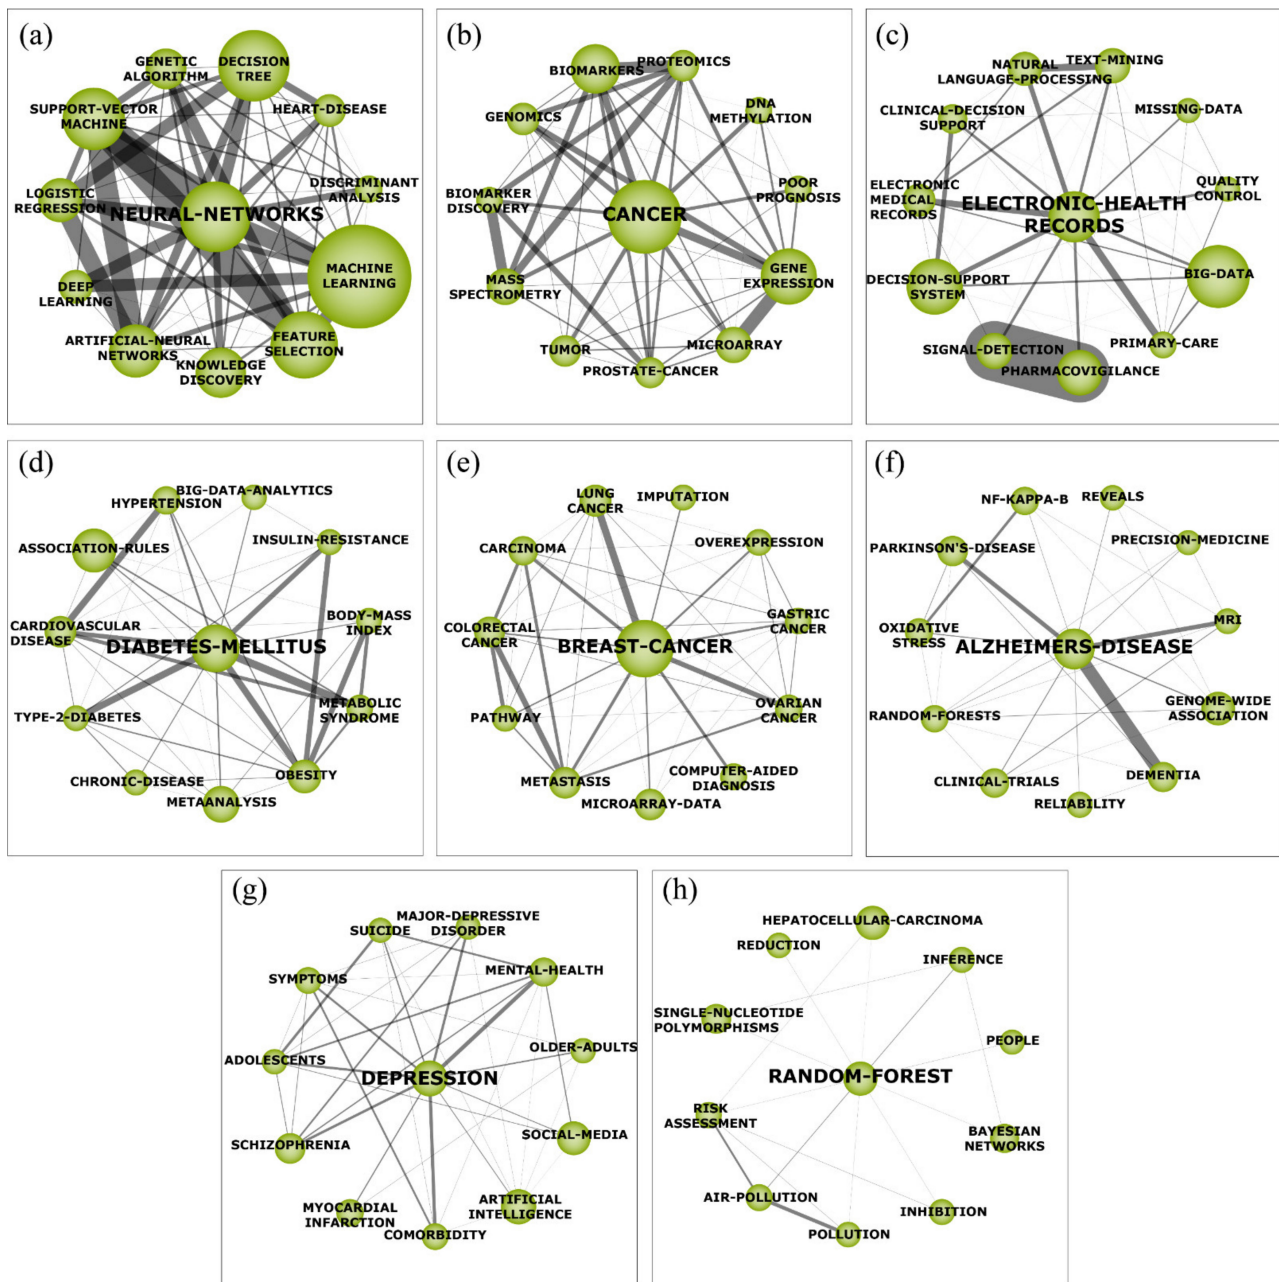 (a)
GENETIC
ALGORITHM
DECISION
TREE
SUPPORT-VECTOR
MACHINE
HEART-DISEASE
LOGISTIC
REGRESSION
DISCRIMINANT
ANALYSIS
NEURAL-NETWORKS
MACHINE
LEARNING
DEEP
LEARNING
ARTIFICIAL-NEURAL
NETWORKS
FEATURE
SELECTION
KNOWLEDGE
DISCOVERY
(b)
BIOMARKERS
PROTEOMICS
GENOMICS
DNA
METHYLATION
BIOMARKER
DISCOVERY
POOR
PROGNOSIS
CANCER
MASS
SPECTROMETRY
GENE
EXPRESSION
TUMOR
MICROARRAY
PROSTATE-CANCER
(c)
NATURAL
LANGUAGE-PROCESSING
TEXT-MINING
CLINICAL-DECISION
SUPPORT
MISSING-DATA
ELECTRONIC
MEDICAL
RECORDS
QUALITY
CONTROL
ELECTRONIC-HEALTH
RECORDS
DECISION-SUPPORT
SYSTEM
BIG-DATA
SIGNAL-DETECTION
PRIMARY-CARE
PHARMACOVIGILANCE
(d)
BIG-DATA-ANALYTICS
HYPERTENSION
ASSOCIATION-RULES
INSULIN-RESISTANCE
CARDIOVASCULAR
DISEASE
BODY-MASS
INDEX
DIABETES-MELLITUS
TYPE-2-DIABETES
METABOLIC
SYNDROME
CHRONIC-DISEASE
OBESITY
METAANALYSIS
(e)
LUNG
CANCER
IMPUTATION
CARCINOMA
OVEREXPRESSION
COLORECTAL
CANCER
GASTRIC
CANCER
BREAST-CANCER
PATHWAY
OVARIAN
CANCER
METASTASIS
COMPUTER-AIDED
DIAGNOSIS
MICROARRAY-DATA
(f)
NF-KAPPA-B
REVEALS
PARKINSON'S-DISEASE
PRECISION-MEDICINE
OXIDATIVE
STRESS
MRI
ALZHEIMERS-DISEASE
RANDOM-FORESTS
GENOME-WIDE
ASSOCIATION
CLINICAL-TRIALS
DEMENTIA
RELIABILITY
(g)
SUICIDE
MAJOR-DEPRESSIVE
DISORDER
SYMPTOMS
MENTAL-HEALTH
ADOLESCENTS
OLDER-ADULTS
DEPRESSION
SCHIZOPHRENIA
SOCIAL-MEDIA
MYOCARDIAL
INFARCTION
ARTIFICIAL
INTELLIGENCE
COMORBIDITY
(h)
HEPATOCELLULAR-CARCINOMA
REDUCTION
INFERENCE
SINGLE-NUCLEOTIDE
POLYMORPHISMS
PEOPLE
RANDOM-FOREST
RISK
ASSESSMENT
BAYESIAN
NETWORKS
AIR-POLLUTION
INHIBITION
POLLUTION